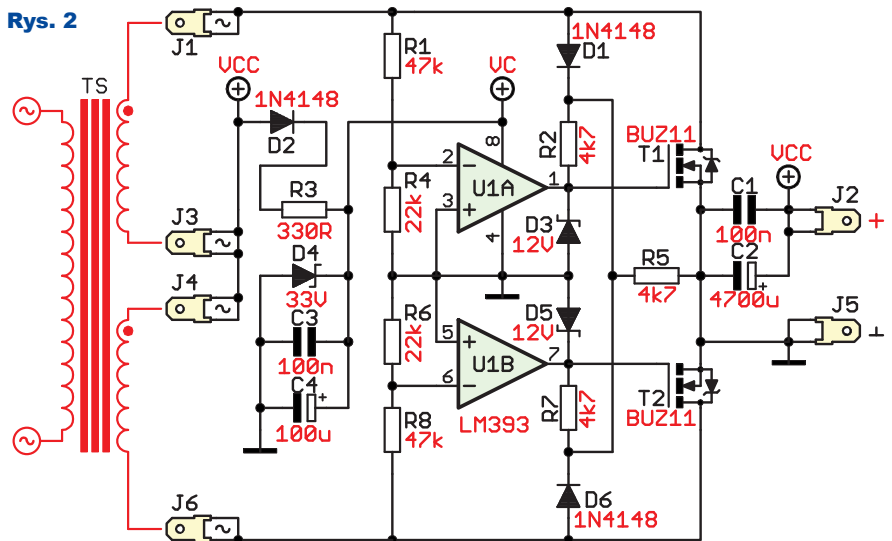 Rys. 2
J1
TS
VCC
1N4148
D2
R3
330R
J3
J4
D4
33V
C3
100n
C4
+
100u
J6
R1
47k
R4
22k
R6
22k
R8
47k
VC
8
2
-
3
+
U1A
1
4
5
+
6
-
U1B
7
LM393
1N4148
D1
R2
4k7
D3
12V
D5
12V
R7
4k7
D6
1N4148
R5
4k7
BUZ11
T1
T2
BUZ11
VCC
C1
100n
C2
+
4700u
J2
+
J5